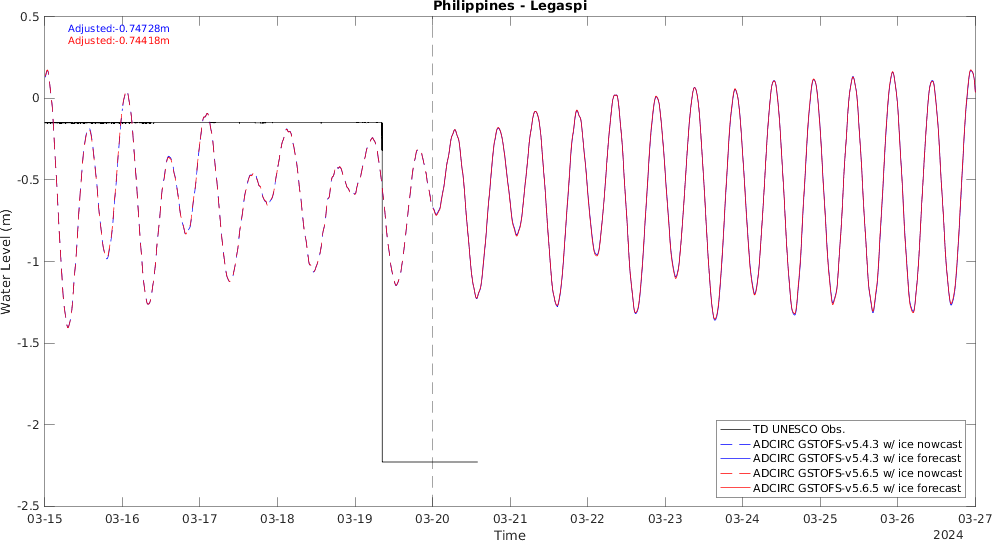 Philippines - Legaspi
Adjusted:-0.74728m
Adjusted:-0.74418m
0.5
0
-0.5
-1
-1.5
-2
-2.5
Water Level (m)
TD UNESCO Obs.
ADCIRC GSTOFS-v5.4.3 w/ ice nowcast
ADCIRC GSTOFS-v5.4.3 w/ ice forecast
ADCIRC GSTOFS-v5.6.5 w/ ice nowcast
ADCIRC GSTOFS-v5.6.5 w/ ice forecast
03-15 03-16 03-17 03-18 03-19 03-20 03-21 03-22 03-23 03-24 03-25 03-26 03-27
Time
2024